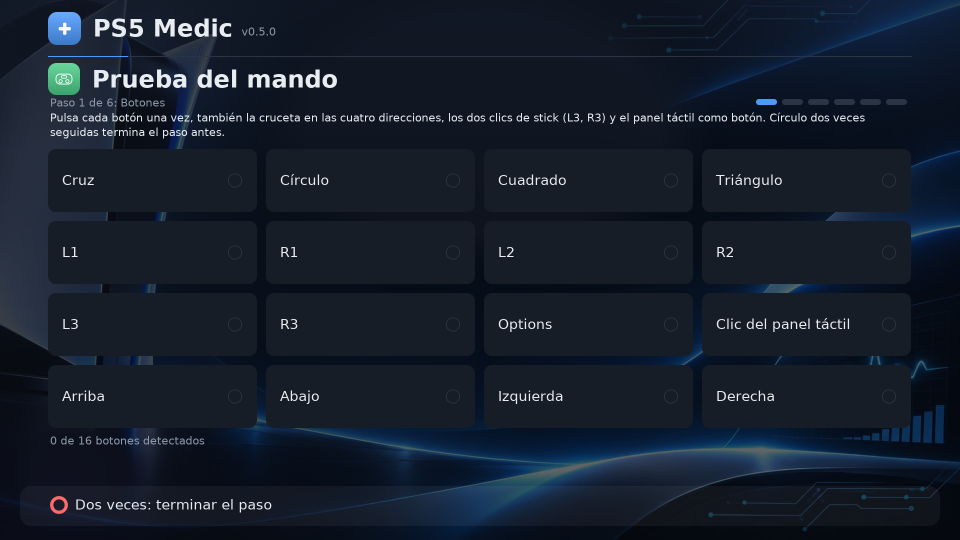 PS5 Medic v0.5.0
Prueba del mando
Paso 1 de 6: Botones
Pulsa cada botón una vez, también la cruceta en las cuatro direcciones, los dos clics de stick (L3, R3) y el panel táctil como botón. Círculo dos veces
seguidas termina el paso antes.
Cruz
Círculo
Cuadrado
Triángulo
L1
R1
L2
R2
L3
R3
Options
Clic del panel táctil
Arriba
Abajo
Izquierda
Derecha
0 de 16 botones detectados
Dos veces: terminar el paso